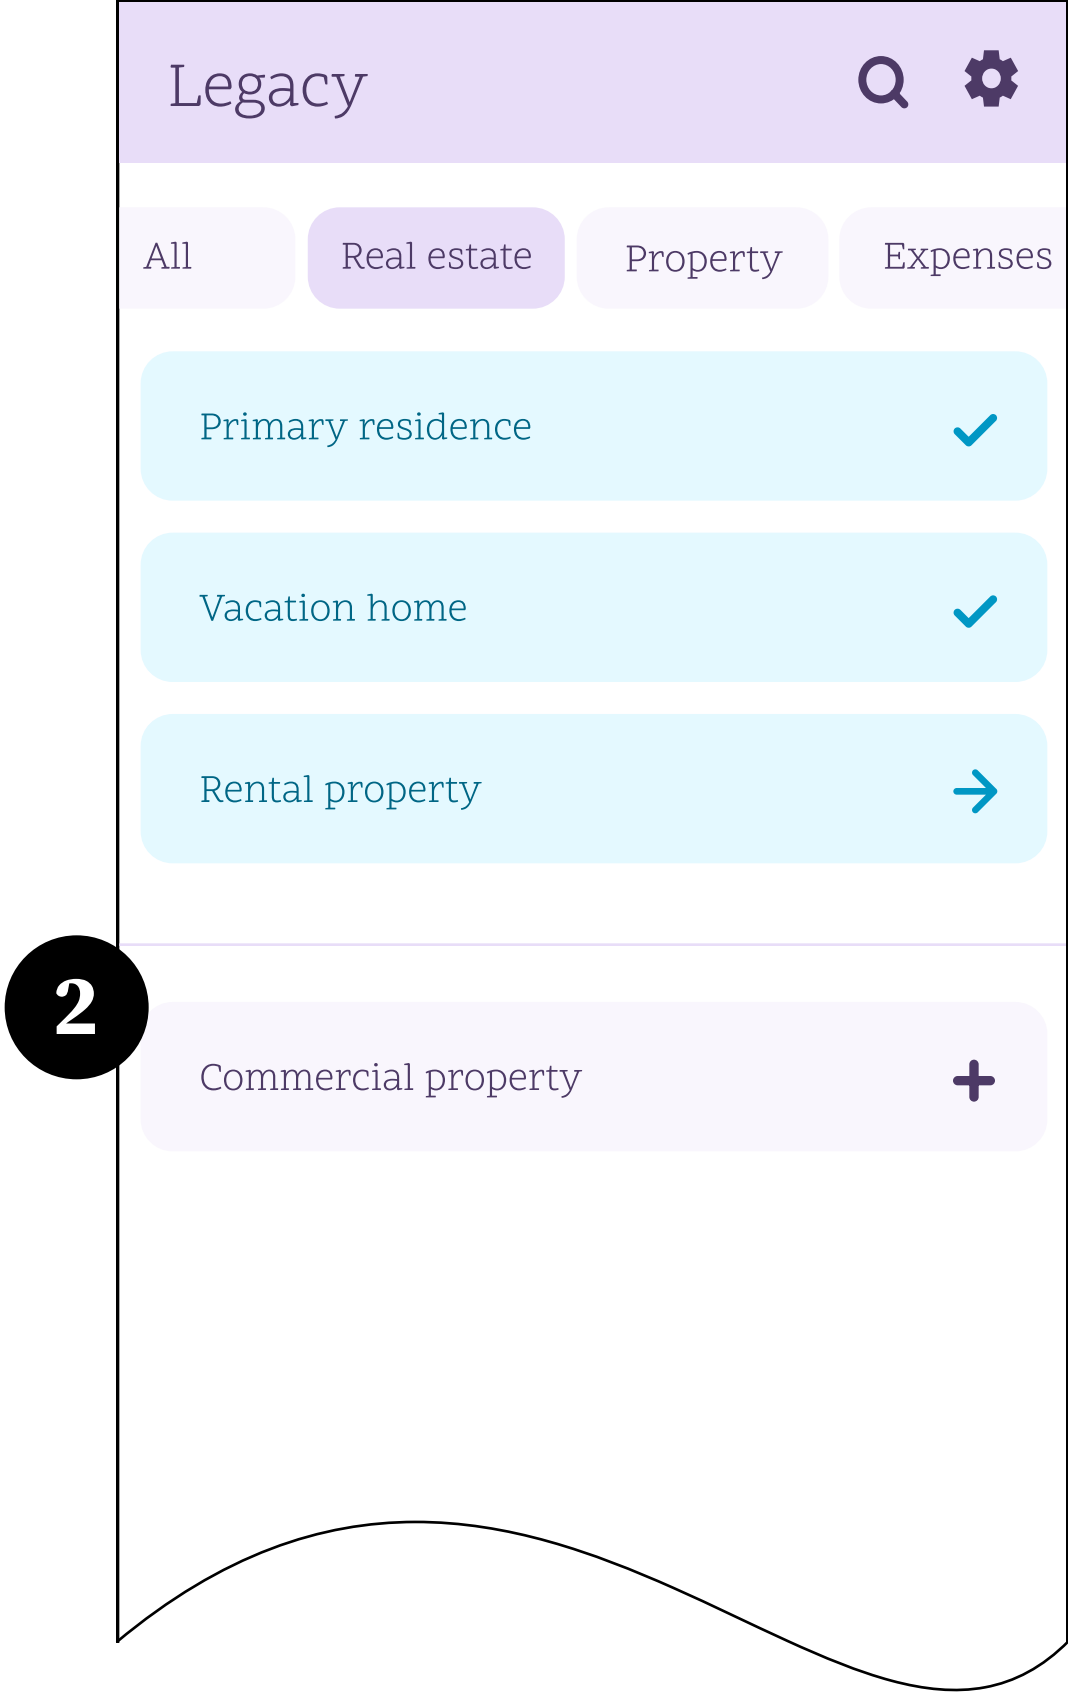 Legacy
All
Real estate
Property
Expenses
Primary residence
Vacation home
Rental property
2
Commercial property